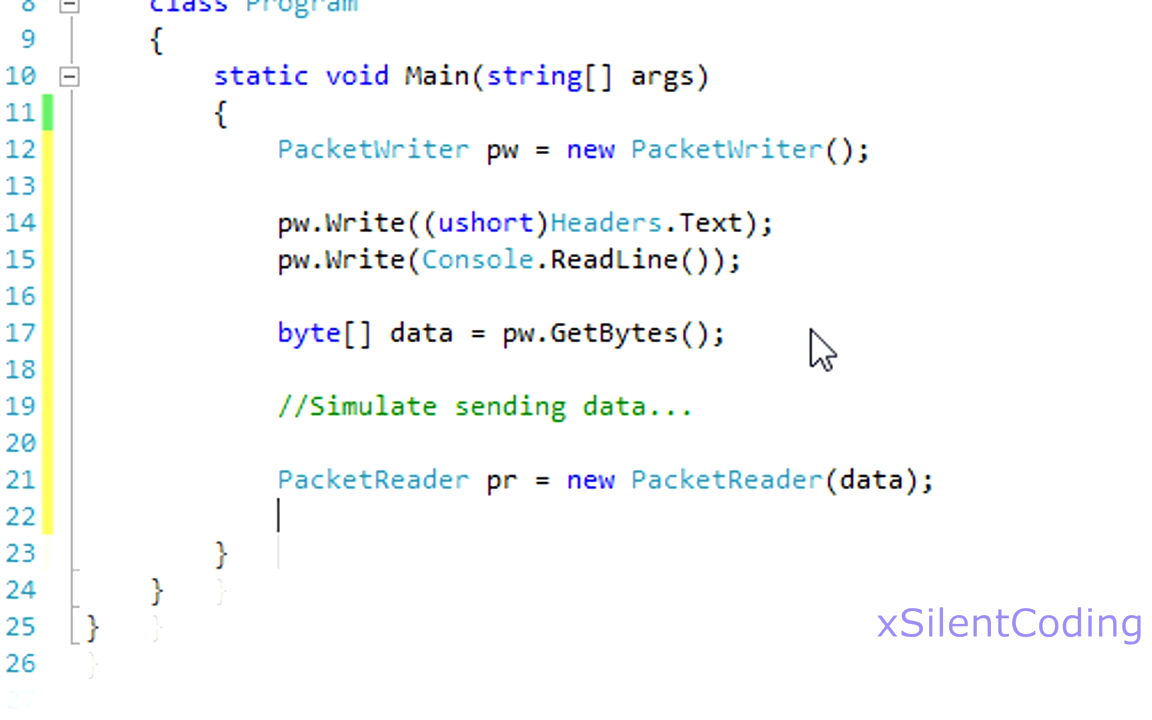 8 class Program
9 {
10 static void Main(string[] args)
11 {
12 PacketWriter pw = new PacketWriter();
13
14 pw.Write((ushort)Headers.Text);
15 pw.Write(Console.ReadLine());
16
17 byte[] data = pw.GetBytes();
18
19 //Simulate sending data...
20
21 PacketReader pr = new PacketReader(data);
22
23 }
24 } }
25 } }
26 }
27
xSilentCoding